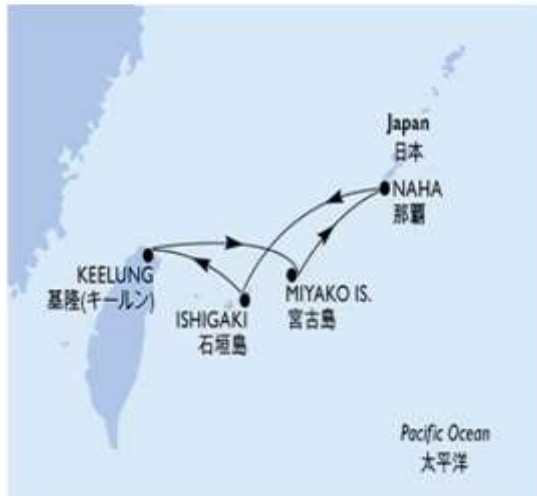 Japan
日本
NAHA
那覇
KEELUNG
基隆(キールン)
ISHIGAKI
石垣島
MIYAKO IS.
宮古島
Pacific Ocean
太平洋